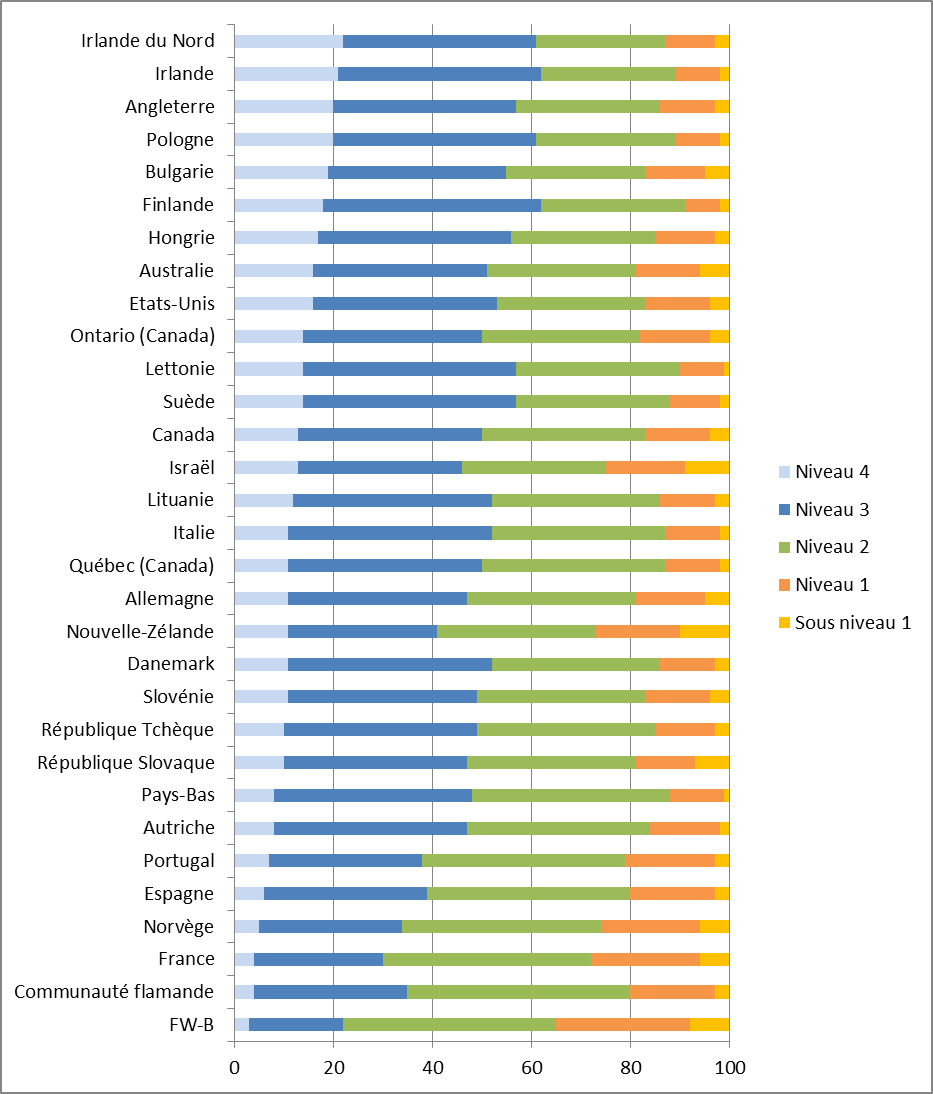 Irlande du Nord
Irlande
Angleterre
Pologne
Bulgarie
Finlande
Hongrie
Australie
Etats-Unis
Ontario (Canada)
Lettonie
Suède
Canada
Israël
Lituanie
Italie
Québec (Canada)
Allemagne
Nouvelle-Zélande
Danemark
Slovénie
République Tchèque
République Slovaque
Pays-Bas
Autriche
Portugal
Espagne
Norvège
France
Communauté flamande
FW-B
0 20 40 60 80 100
Niveau 4
Niveau 3
Niveau 2
Niveau 1
Sous niveau 1